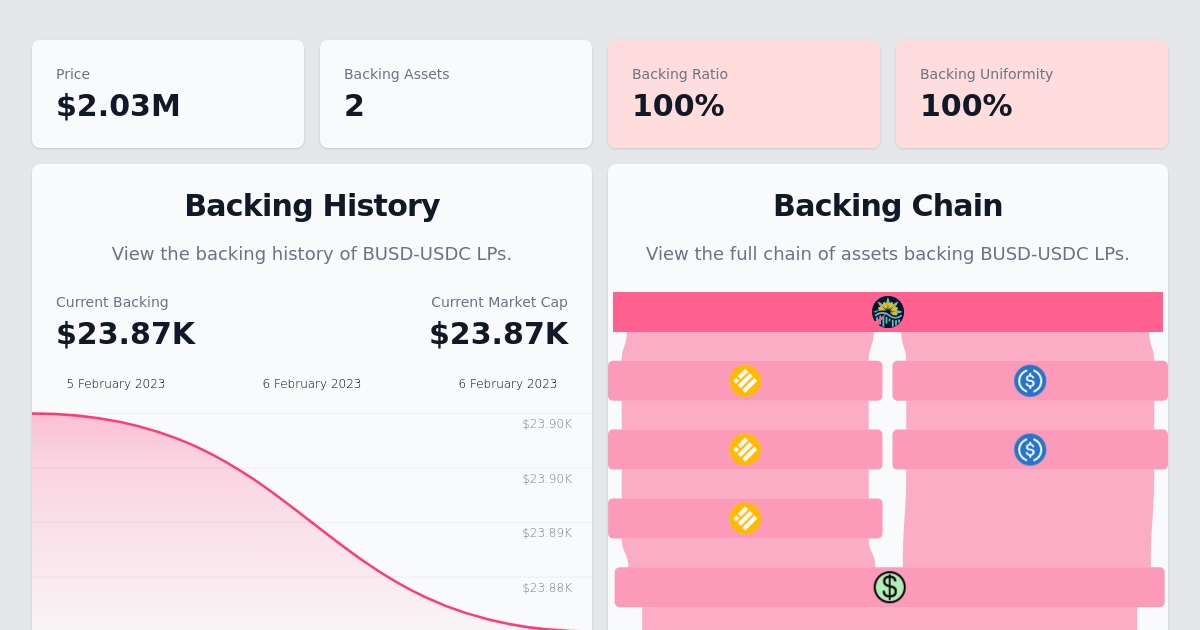 Price
$2.03M
Backing Assets
2
Backing Ratio
100%
Backing Uniformity
100%
Backing History
View the backing history of BUSD-USDC LPs.
Current Backing
$23.87K
Current Market Cap
$23.87K
5 February 2023
6 February 2023
6 February 2023
$23.90K
$23.90K
$23.89K
$23.88K
Backing Chain
View the full chain of assets backing BUSD-USDC LPs.